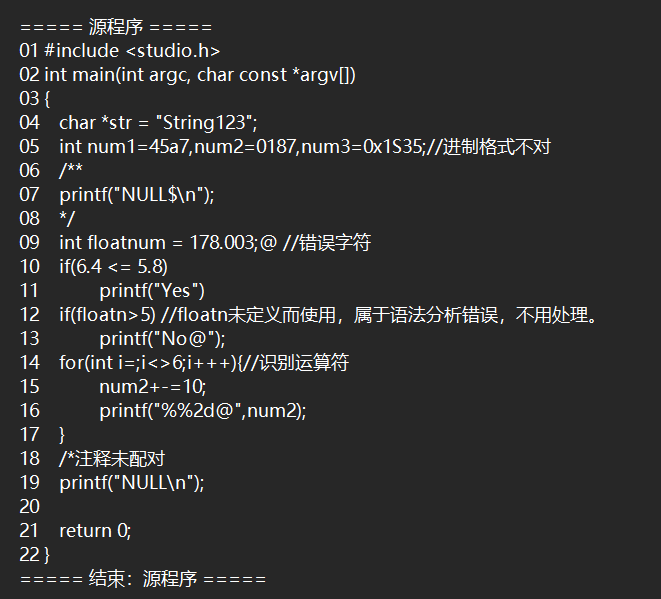 ===== 源程序 =====
01 #include <studio.h>
02 int main(int argc, char const *argv[])
03 {
04    char *str = "String123";
05    int num1=45a7,num2=0187,num3=0x1S35;//进制格式不对
06    /**
07    printf("NULL$\n");
08    */
09    int floatnum = 178.003;@ //错误字符
10    if(6.4 <= 5.8)
11          printf("Yes")
12    if(floatn>5) //floatn未定义而使用，属于语法分析错误，不用处理。
13          printf("No@");
14    for(int i=;i<>6;i+++){//识别运算符
15          num2+-=10;
16          printf("%%2d@",num2);
17    }
18    /*注释未配对
19    printf("NULL\n");
20
21    return 0;
22 }
===== 结束：源程序 =====